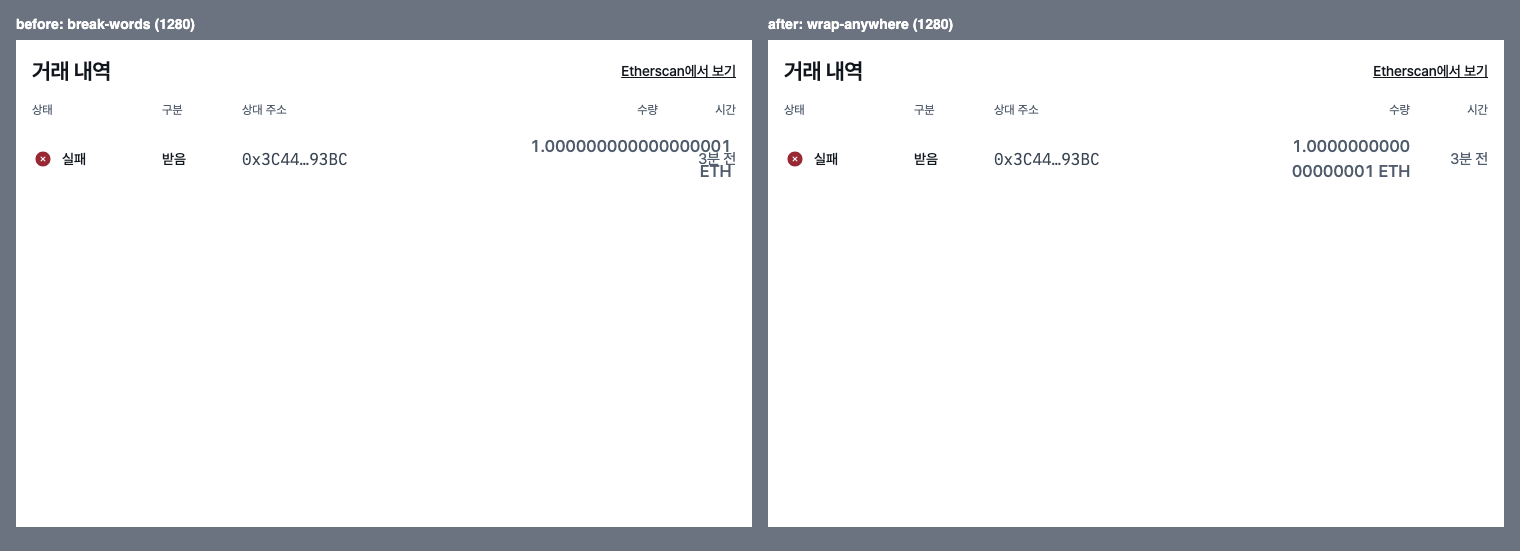 before: break-words (1280)
거래 내역
Etherscan에서 보기
상태 구분 상대 주소 수량 시간
1.000000000000000001
실패 받음 0x3C44…93BC 3분 전
ETH
after: wrap-anywhere (1280)
거래 내역
Etherscan에서 보기
상태 구분 상대 주소 수량 시간
1.0000000000
실패 받음 0x3C44…93BC 3분 전
00000001 ETH